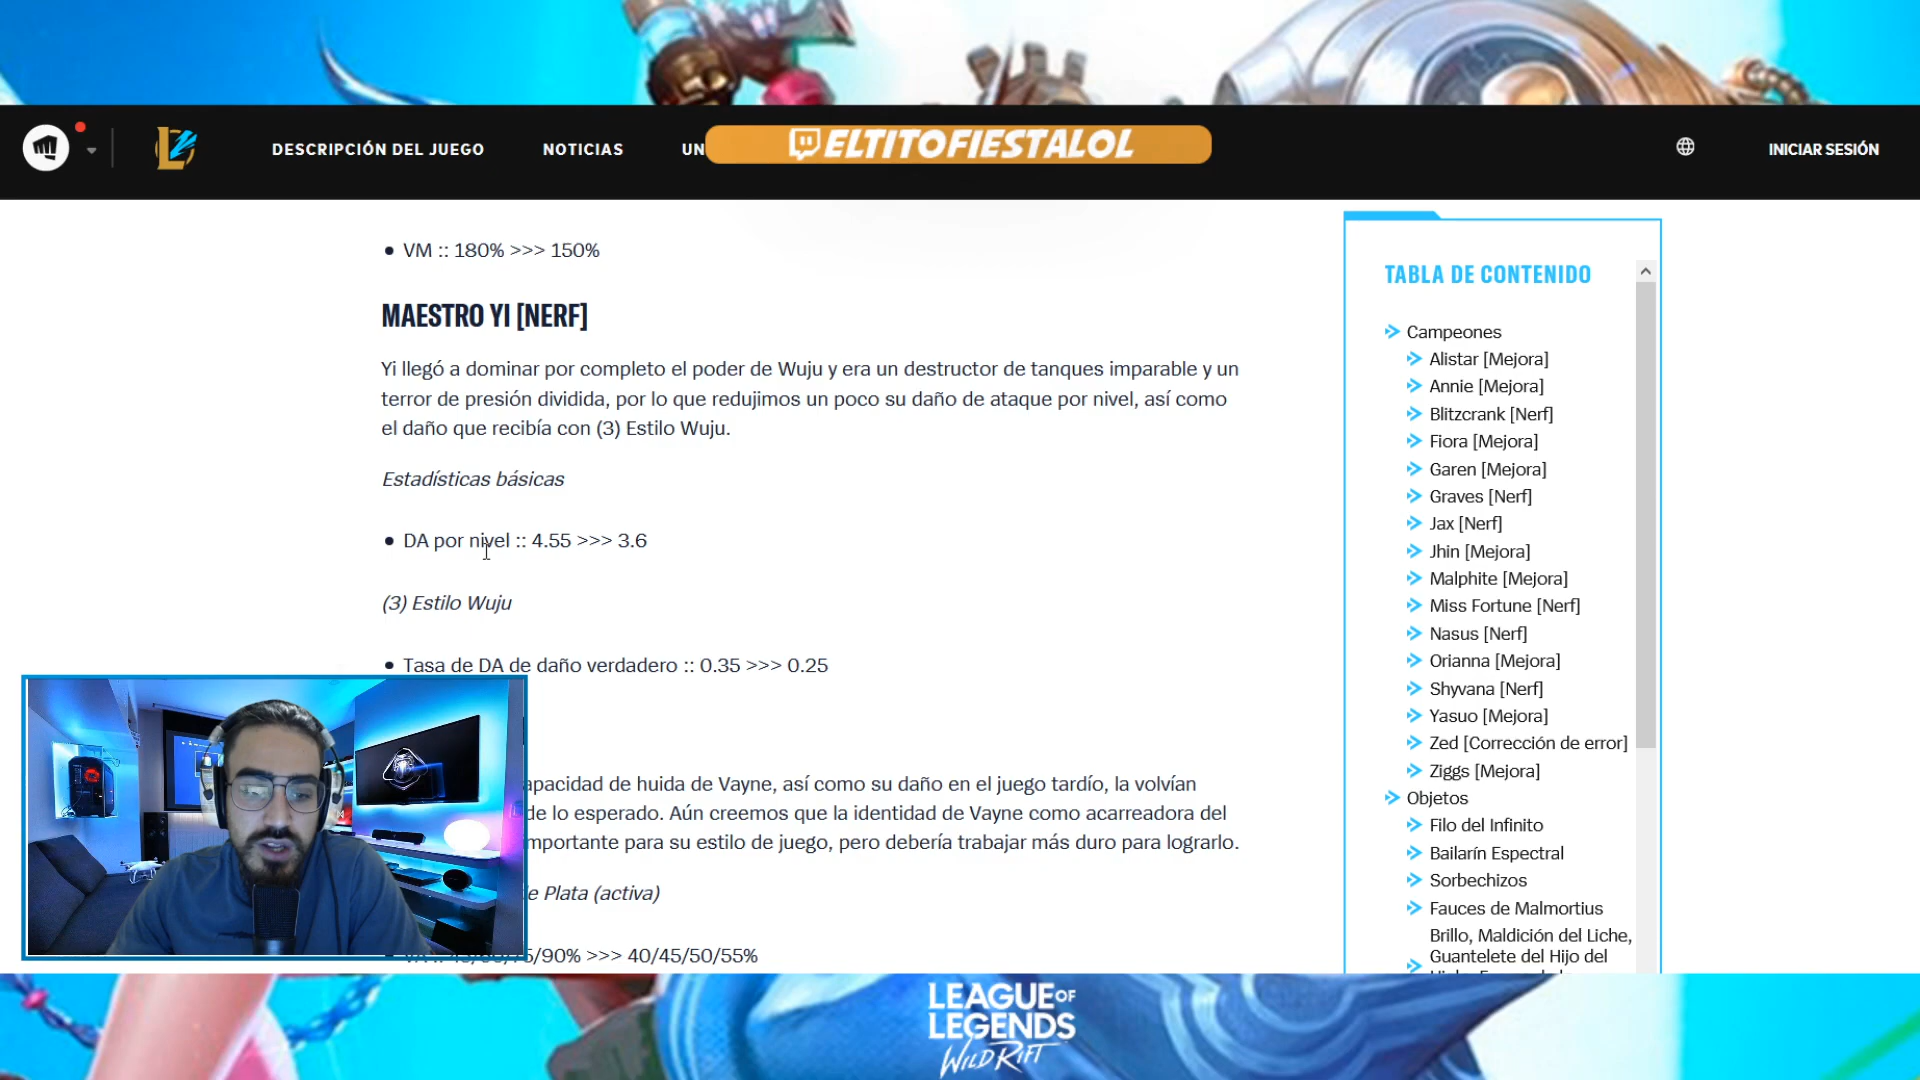 DESCRIPCIÓN DEL JUEGO
NOTICIAS
UN
ELTITOFIESTALOL
INICIAR SESIÓN
VM :: 180% >>> 150%
MAESTRO YI [NERF]
Yi llegó a dominar por completo el poder de Wuju y era un destructor de tanques imparable y un
terror de presión dividida, por lo que redujimos un poco su daño de ataque por nivel, así como
el daño que recibía con (3) Estilo Wuju.
Estadísticas básicas
DA por nivel :: 4.55 >>> 3.6
(3) Estilo Wuju
Tasa de DA de daño verdadero :: 0.35 >>> 0.25
apacidad de huida de Vayne, así como su daño en el juego tardío, la volvían
de lo esperado. Aún creemos que la identidad de Vayne como acarreadora del
mportante para su estilo de juego, pero debería trabajar más duro para lograrlo.
de Plata (activa)
/90% >>> 40/45/50/55%
TABLA DE CONTENIDO
Campeones
Alistar [Mejora]
Annie [Mejora]
Blitzcrank [Nerf]
Fiora [Mejora]
Garen [Mejora]
Graves [Nerf]
Jax [Nerf]
Jhin [Mejora]
Malphite [Mejora]
Miss Fortune [Nerf]
Nasus [Nerf]
Orianna [Mejora]
Shyvana [Nerf]
Yasuo [Mejora]
Zed [Corrección de error]
Ziggs [Mejora]
Objetos
Filo del Infinito
Bailarín Espectral
Sorbechizos
Fauces de Malmortius
Brillo, Maldición del Liche,
Guantelete del Hijo del
LEAGUE OF
LEGENDS
WILD RIFT